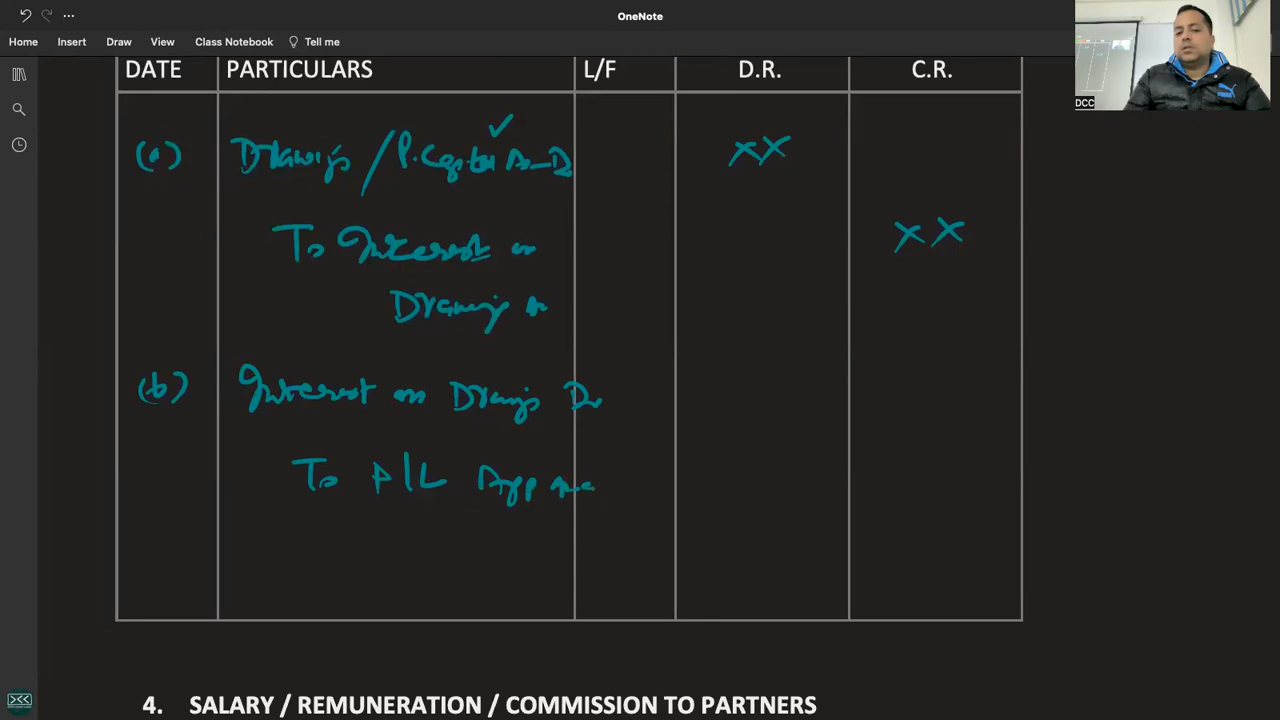 OneNote
Home Insert Draw View Class Notebook Tell me
DCC
DATE PARTICULARS L/F D.R. C.R.
(a) Drawings / P. Capital A/c Dr XX
To Interest on XX
Drawings A/c
(b) Interest on Drawings Dr
To P/L App A/c
4. SALARY / REMUNERATION / COMMISSION TO PARTNERS